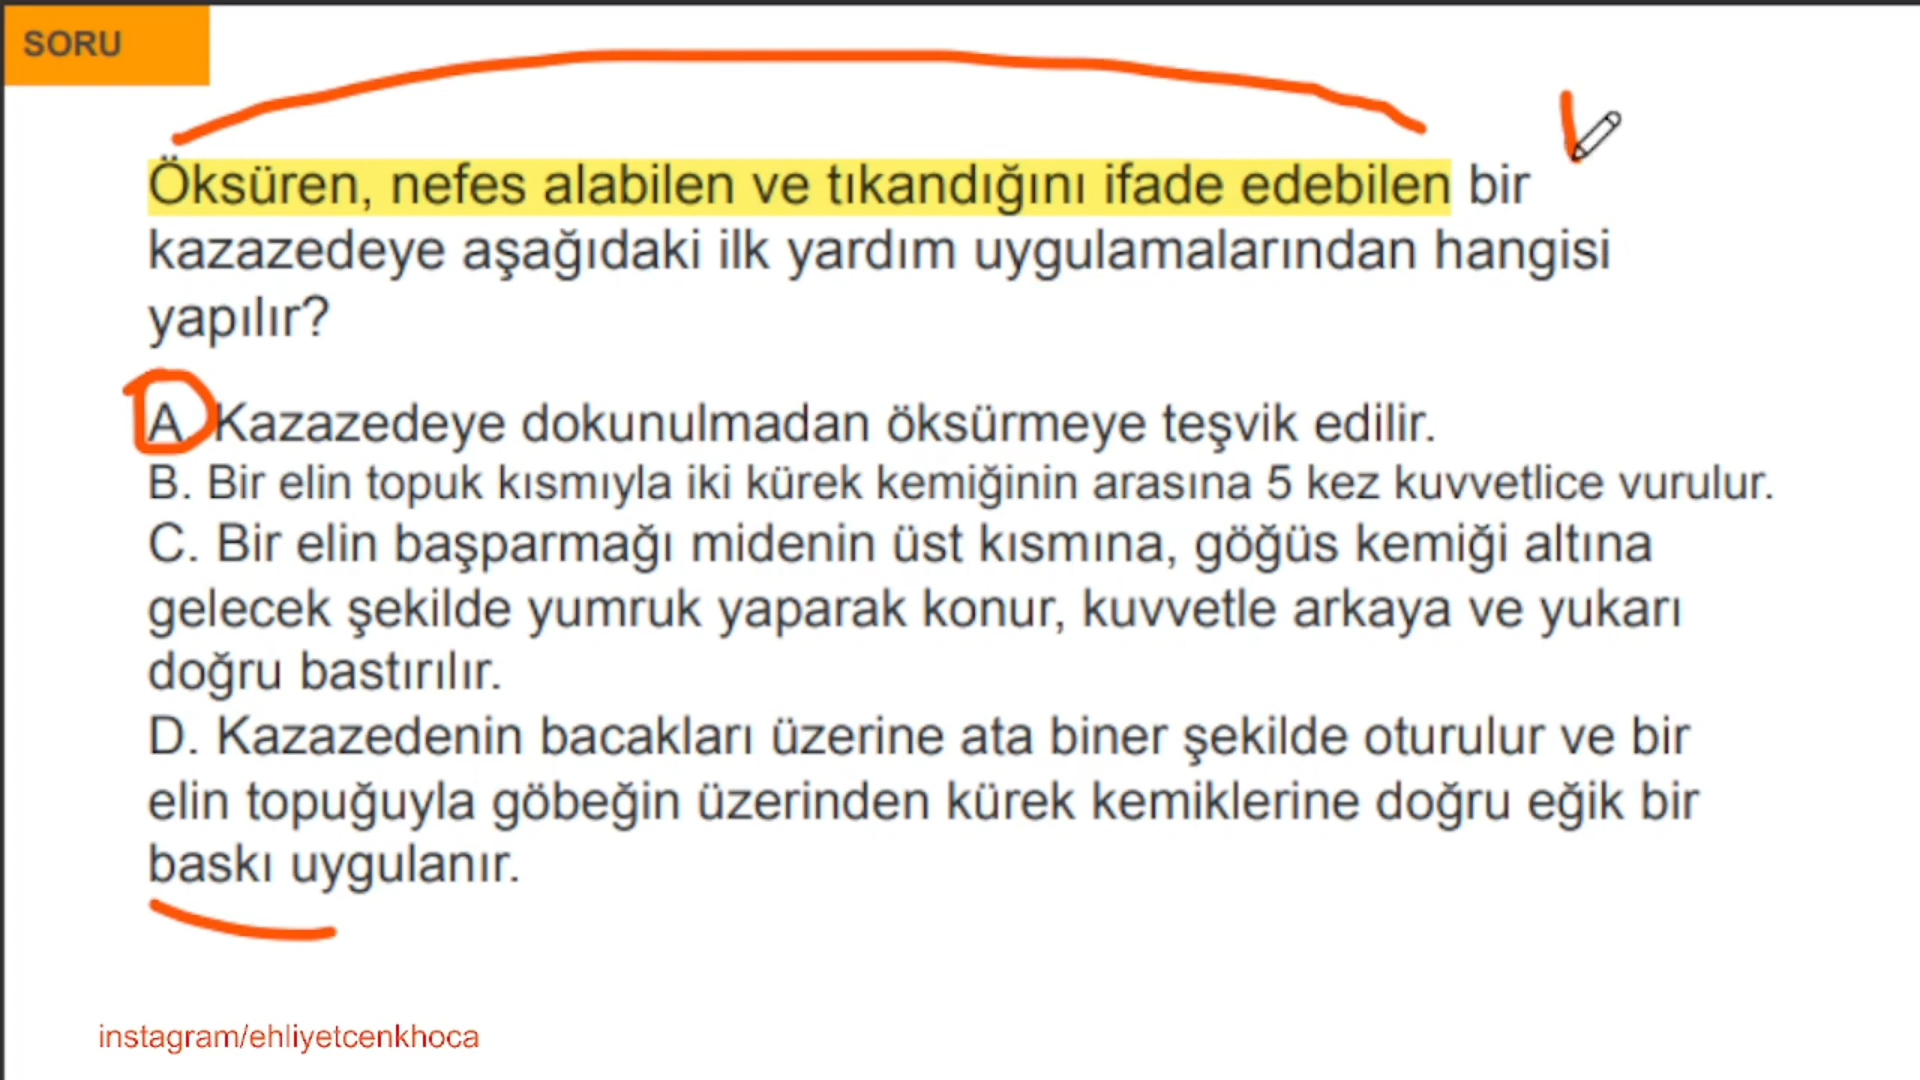 SORU
Öksüren, nefes alabilen ve tıkandığını ifade edebilen bir
kazazedeye aşağıdaki ilk yardım uygulamalarından hangisi
yapılır?
A Kazazedeye dokunulmadan öksürmeye teşvik edilir.
B. Bir elin topuk kısmıyla iki kürek kemiğinin arasına 5 kez kuvvetlice vurulur.
C. Bir elin başparmağı midenin üst kısmına, göğüs kemiği altına
gelecek şekilde yumruk yaparak konur, kuvvetle arkaya ve yukarı
doğru bastırılır.
D. Kazazedenin bacakları üzerine ata biner şekilde oturulur ve bir
elin topuğuyla göbeğin üzerinden kürek kemiklerine doğru eğik bir
baskı uygulanır.
instagram/ehliyetcenkhoca